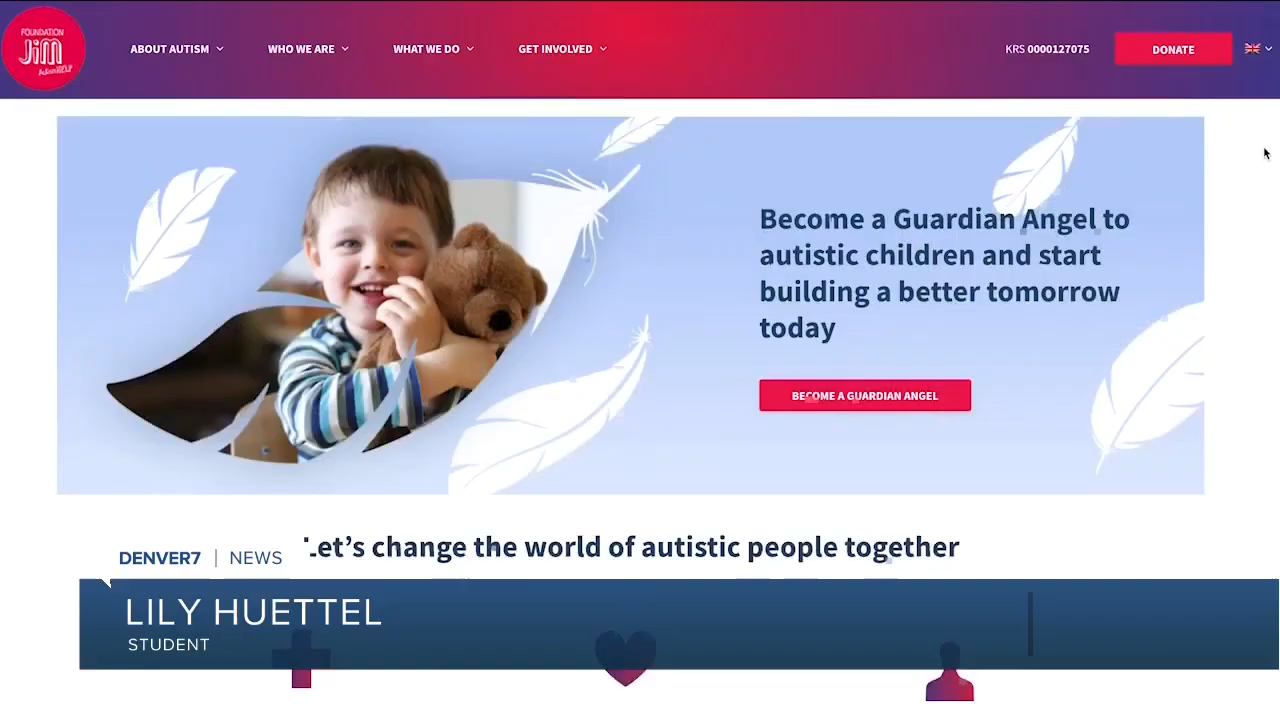 FOUNDATION
JiM
ABOUT AUTISM
WHO WE ARE
WHAT WE DO
GET INVOLVED
KRS 0000127075
DONATE
Become a Guardian Angel to
autistic children and start
building a better tomorrow
today
BECOME A GUARDIAN ANGEL
Let's change the world of autistic people together
DENVER7 | NEWS
LILY HUETTEL
STUDENT